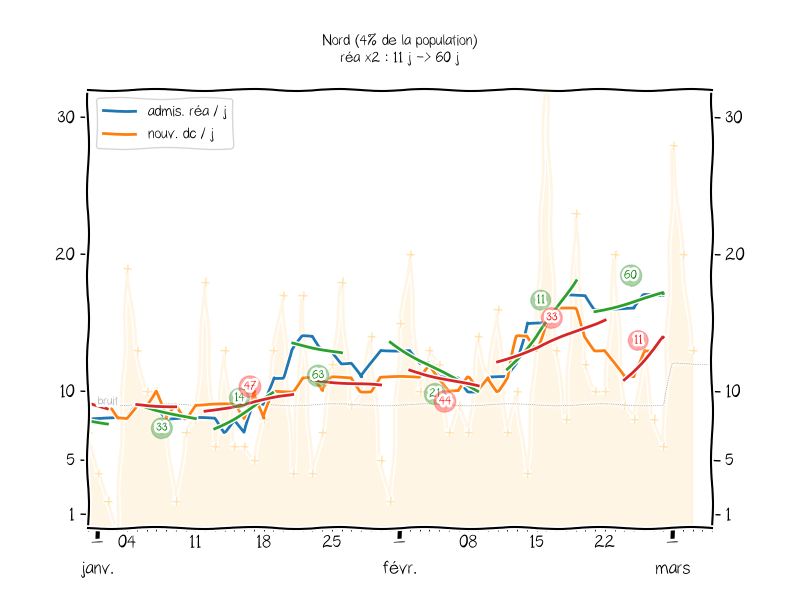 Nord (4% de la population)
réa x2 : 11 j -> 60 j
admis. réa / j
nouv. dc / j
30 30
20 20
10 10
5 5
1 1
bruit
33
14
47
63
21
44
11
33
60
11
04 11 18 25 08 15 22
janv. févr. mars